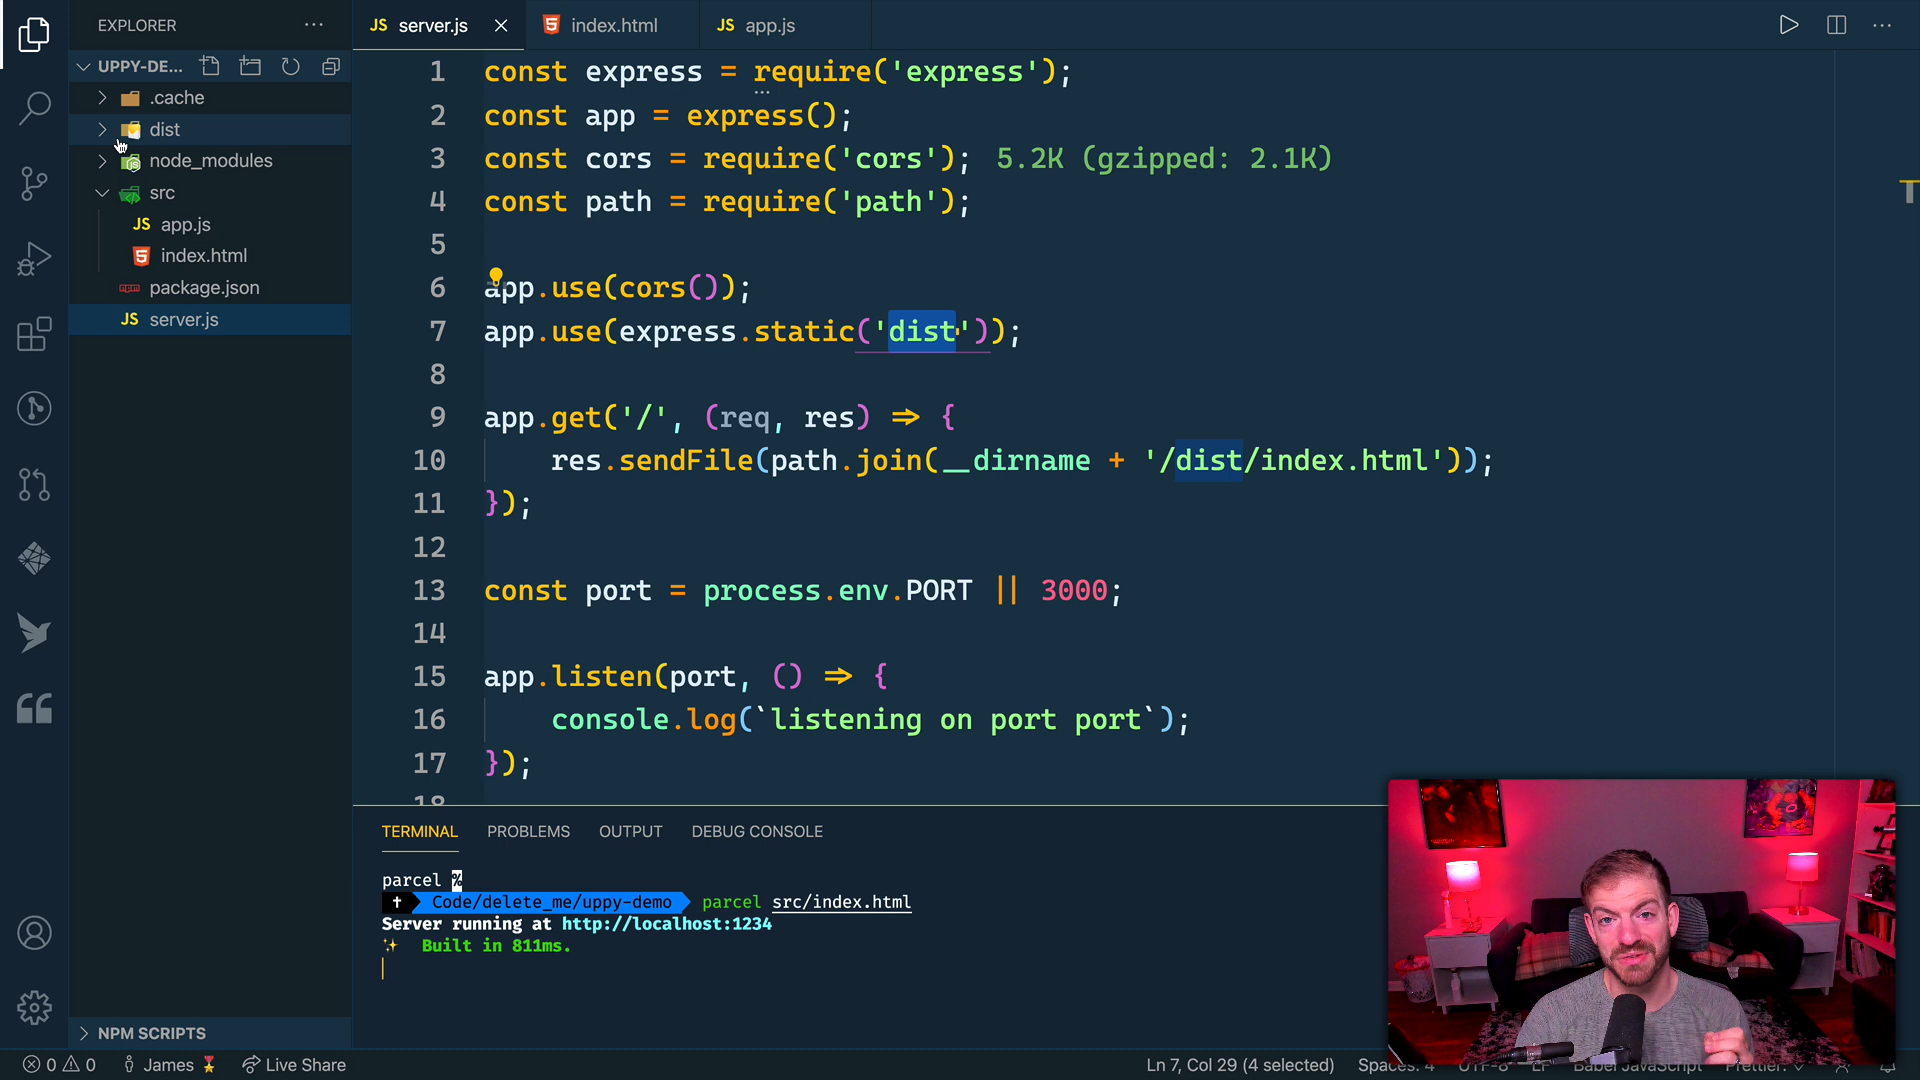 EXPLORER
JS server.js
5 index.html
JS app.js
UPPY-DE...
.cache
dist
node_modules
src
JS app.js
5 index.html
package.json
JS server.js
1 const express = require('express');
2 const app = express();
3 const cors = require('cors'); 5.2K (gzipped: 2.1K)
4 const path = require('path');
5
6 app.use(cors());
7 app.use(express.static('dist'));
8
9 app.get('/', (req, res) => {
10 res.sendFile(path.join(__dirname + '/dist/index.html'));
11 });
12
13 const port = process.env.PORT || 3000;
14
15 app.listen(port, () => {
16 console.log(`listening on port port`);
17 });
18
TERMINAL PROBLEMS OUTPUT DEBUG CONSOLE
parcel %
Code/delete_me/uppy-demo parcel src/index.html
Server running at http://localhost:1234
✨ Built in 811ms.
NPM SCRIPTS
0 0 James Live Share
Ln 7, Col 29 (4 selected) Spaces: 4 UTF-8 LF Babel JavaScript Prettier: ✓